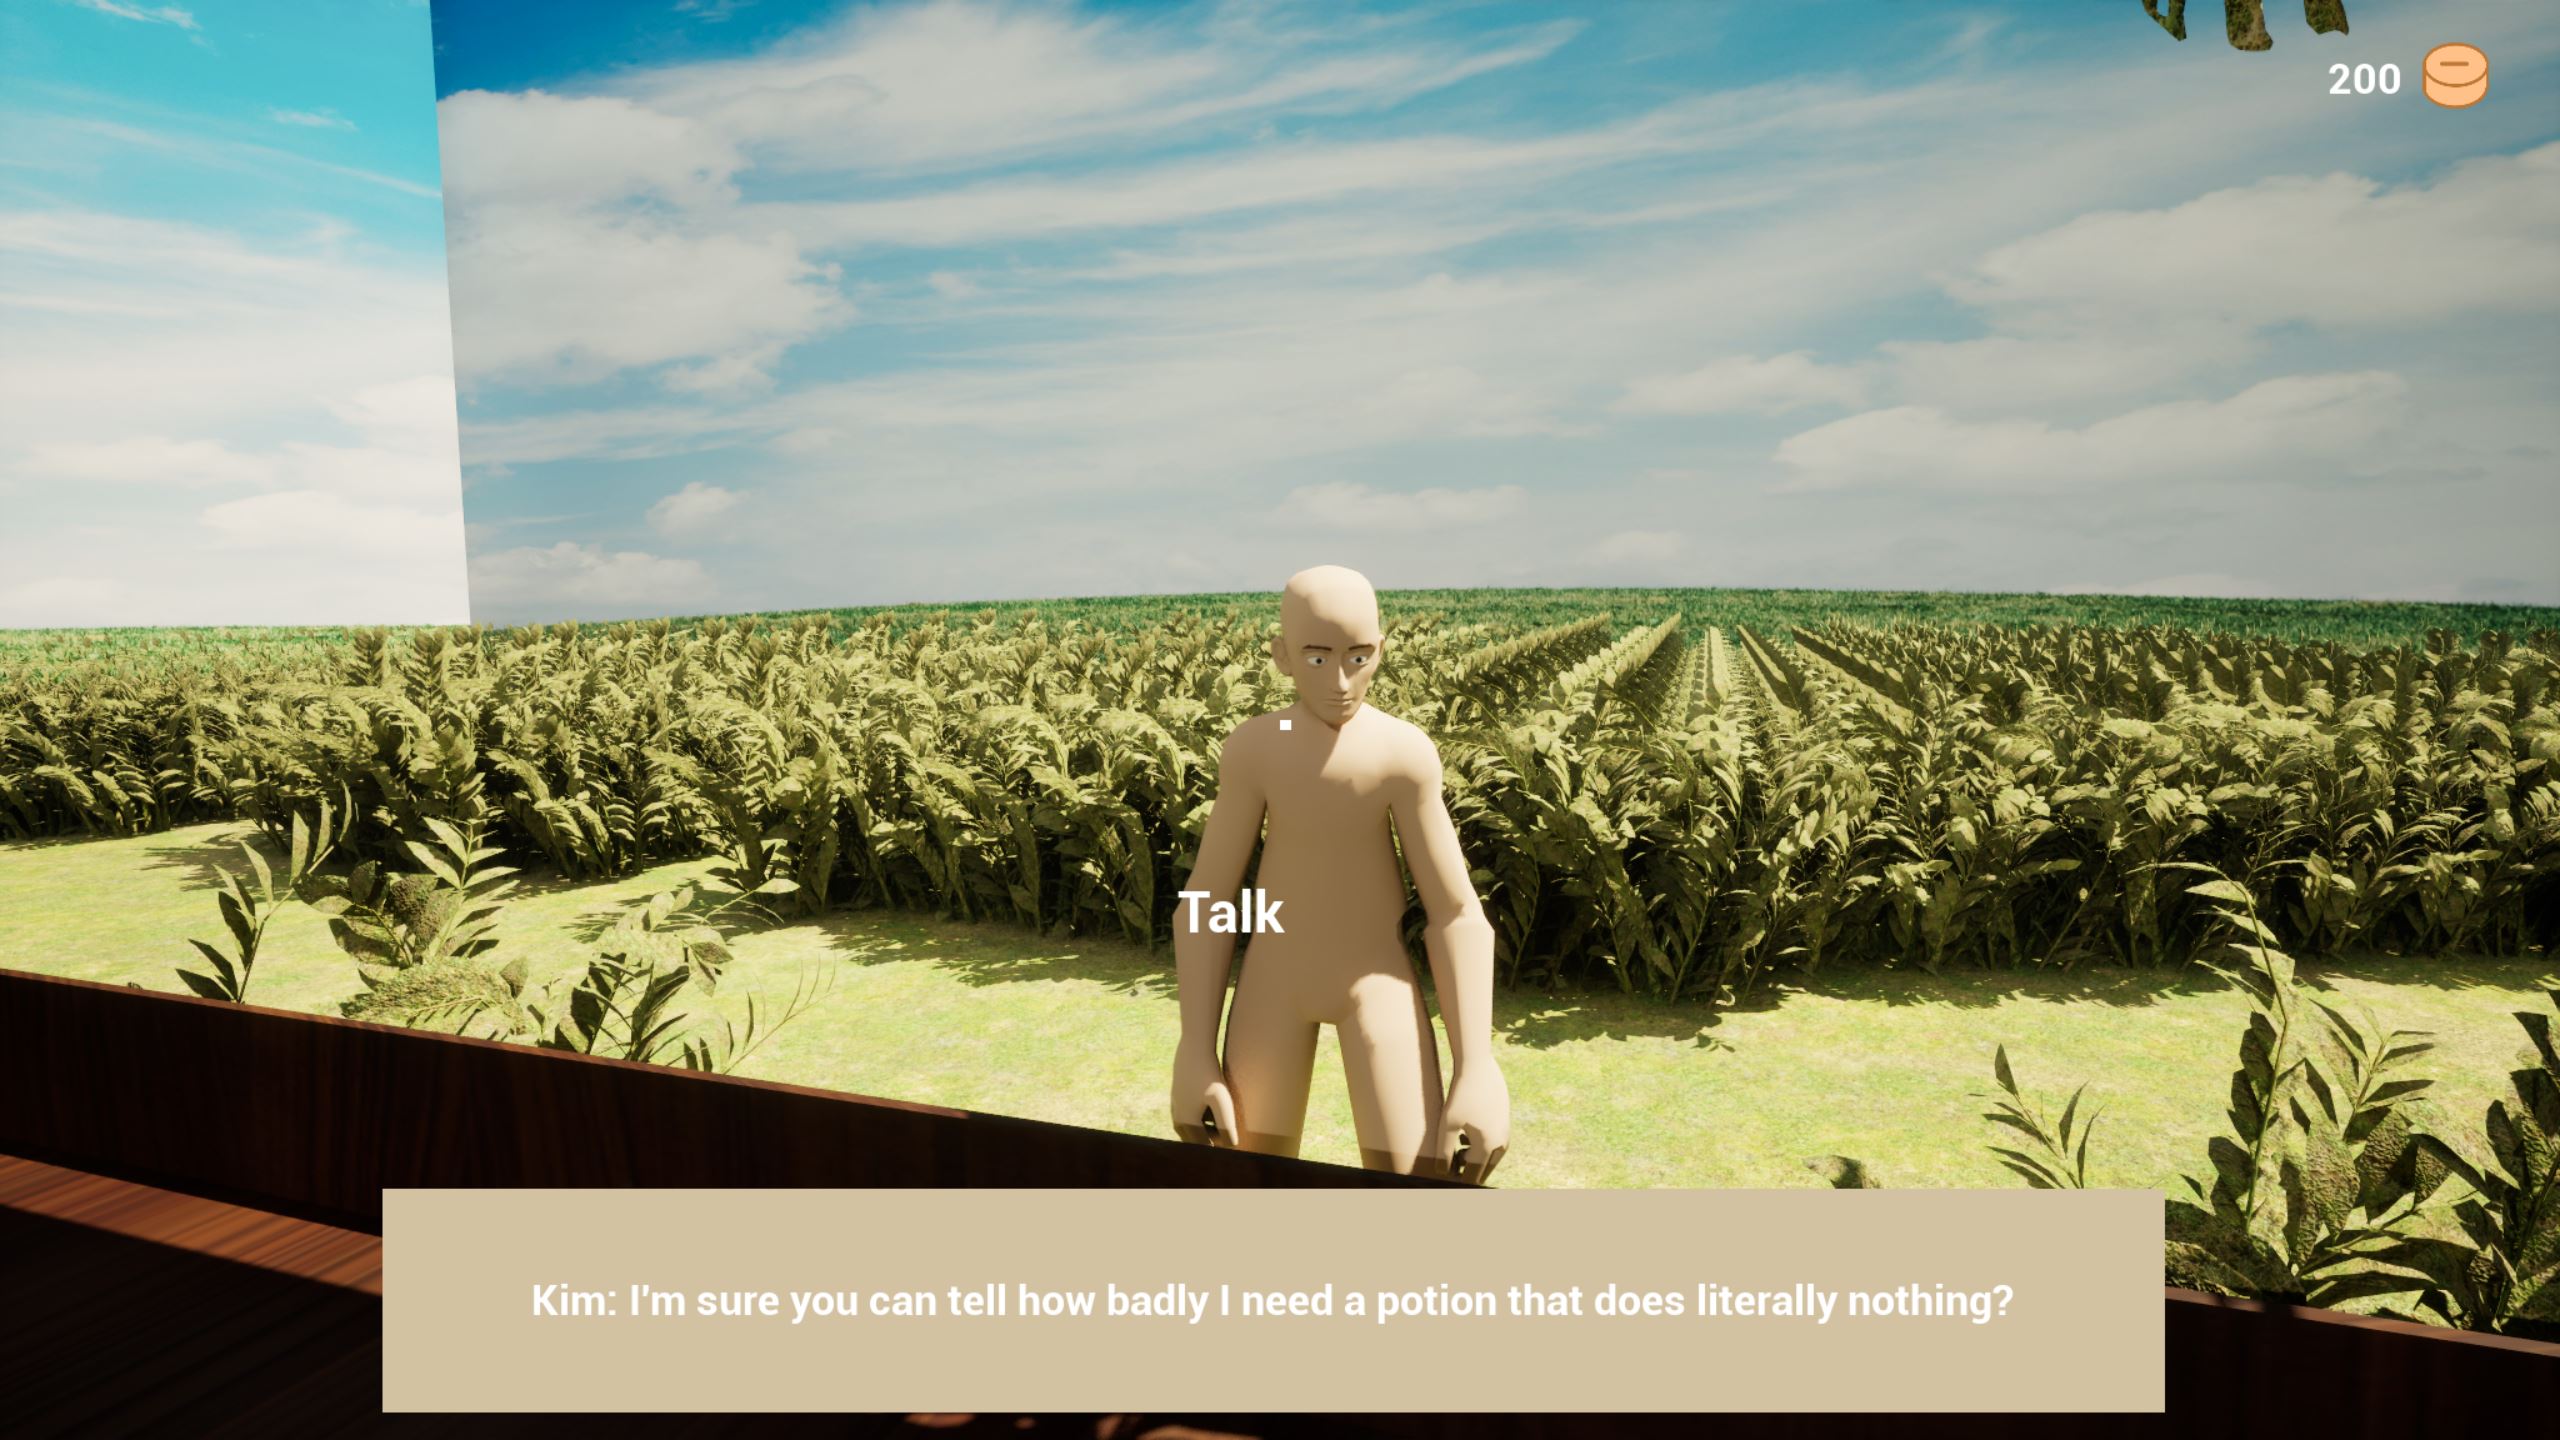 200
Talk
Kim: I'm sure you can tell how badly I need a potion that does literally nothing?